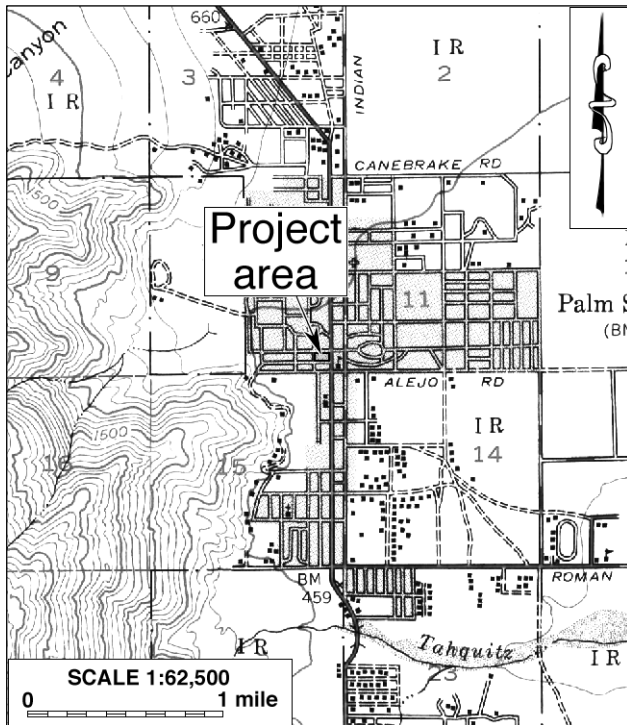 660
Canyon
4
I R
3
I R
2
INDIAN
CANEBRAKE RD
1500
Project
area
9
11
Palm S
(BM
ALEJO RD
I R
14
1500
16
15
BM
459
ROMAN
Tahquitz
I R
I R
23
SCALE 1:62,500
0 1 mile